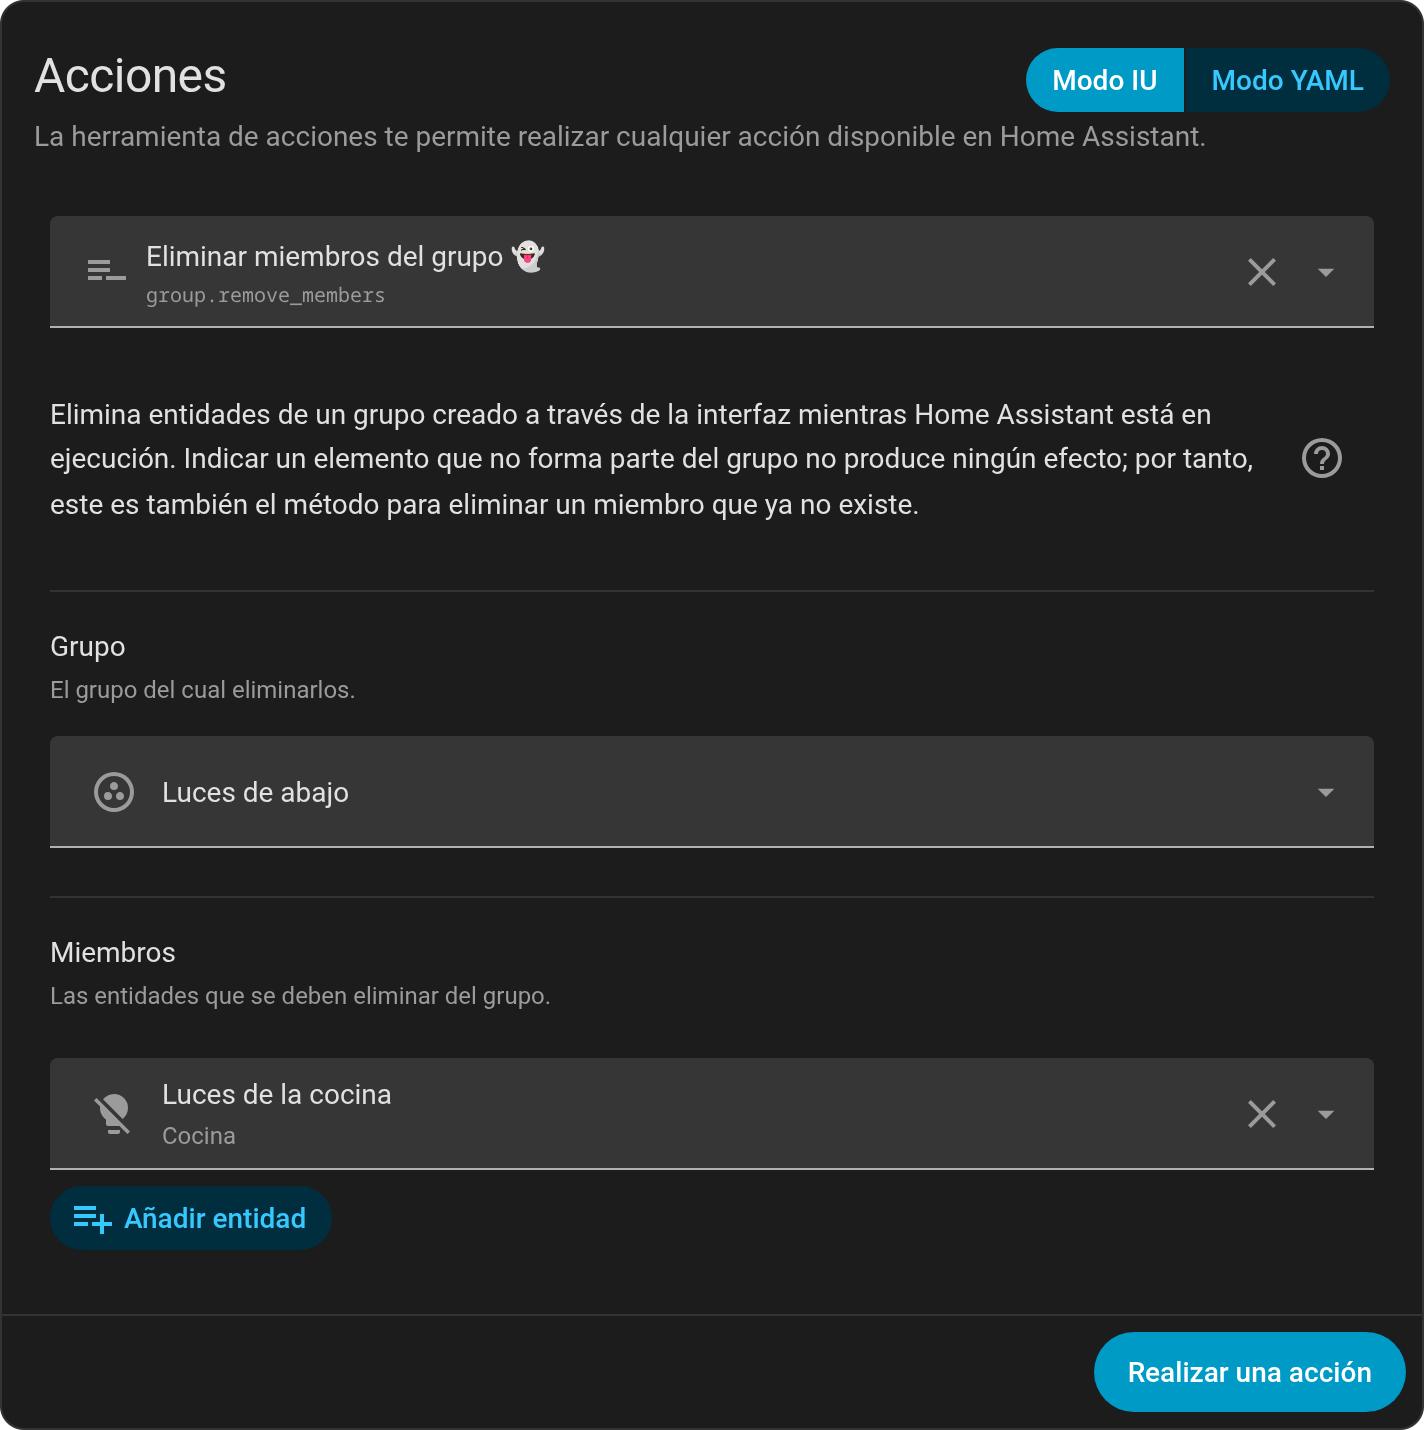 Acciones
Modo IU
Modo YAML
La herramienta de acciones te permite realizar cualquier acción disponible en Home Assistant.
Eliminar miembros del grupo 👻
group.remove_members
Elimina entidades de un grupo creado a través de la interfaz mientras Home Assistant está en
ejecución. Indicar un elemento que no forma parte del grupo no produce ningún efecto; por tanto,
este es también el método para eliminar un miembro que ya no existe.
Grupo
El grupo del cual eliminarlos.
Luces de abajo
Miembros
Las entidades que se deben eliminar del grupo.
Luces de la cocina
Cocina
Añadir entidad
Realizar una acción